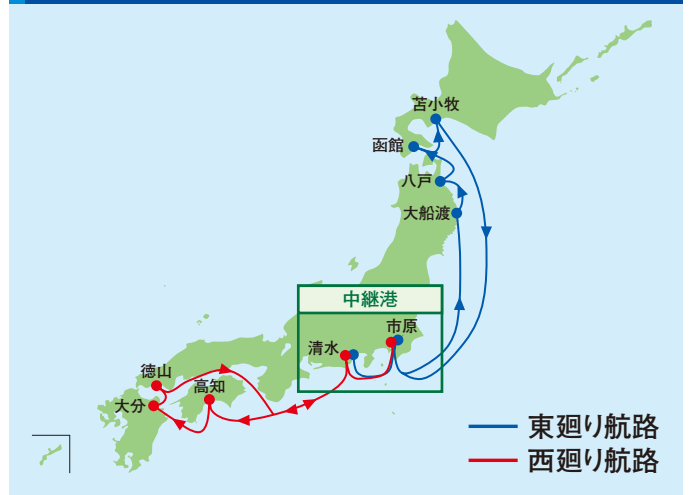 苫小牧
函館
八戸
大船渡
中継港
市原
清水
徳山
高知
大分
東廻り航路
西廻り航路